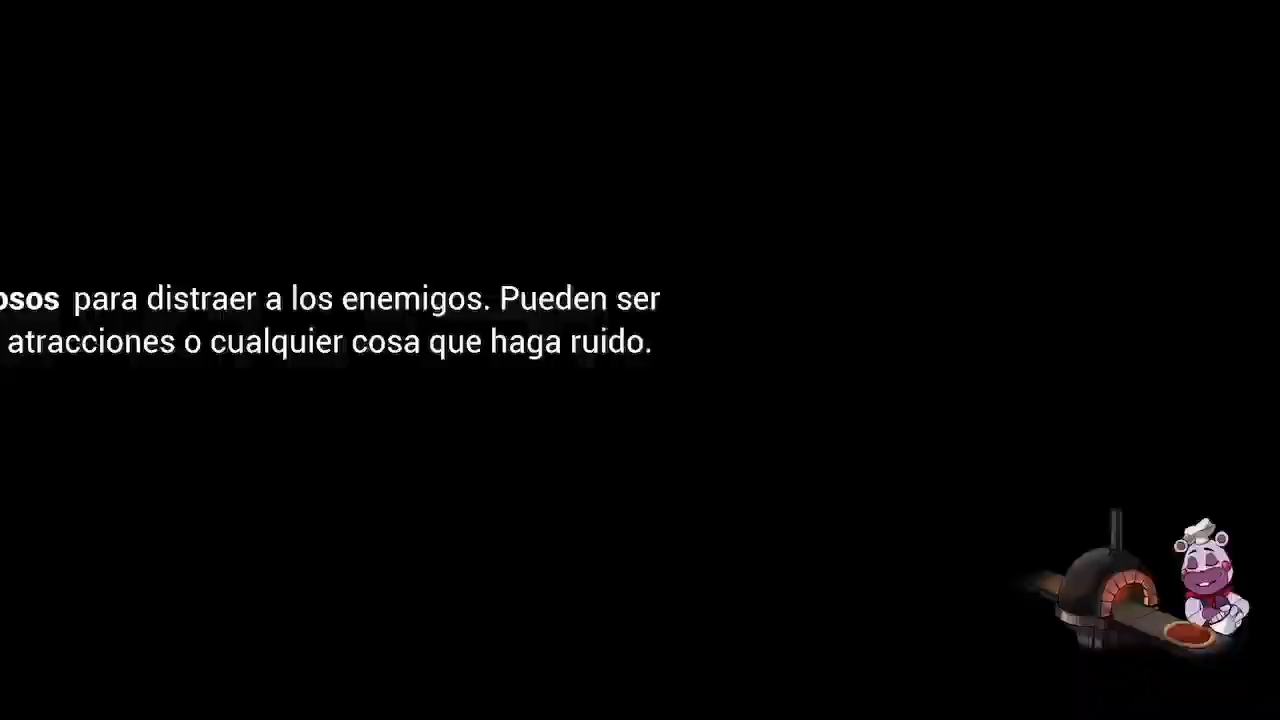 osos para distraer a los enemigos. Pueden ser
atracciones o cualquier cosa que haga ruido.